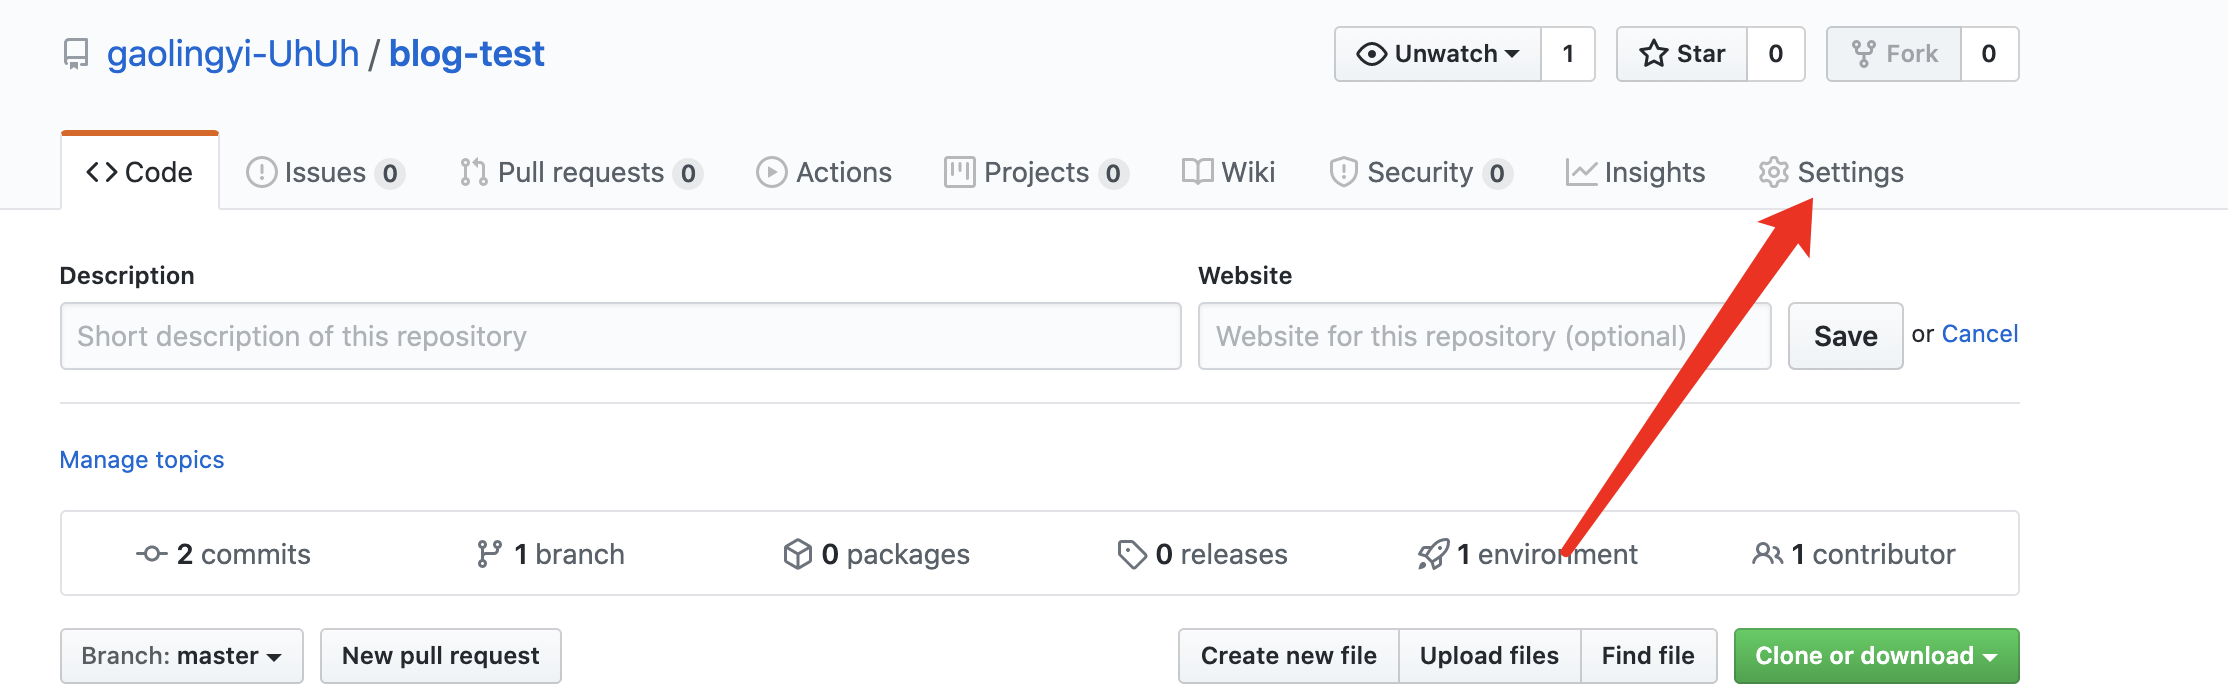 gaolingyi-UhUh / blog-test
Unwatch 1 Star 0 Fork 0
Code Issues 0 Pull requests 0 Actions Projects 0 Wiki Security 0 Insights Settings
Description Website
Short description of this repository Website for this repository (optional) Save or Cancel
Manage topics
2 commits 1 branch 0 packages 0 releases 1 environment 1 contributor
Branch: master New pull request Create new file Upload files Find file Clone or download